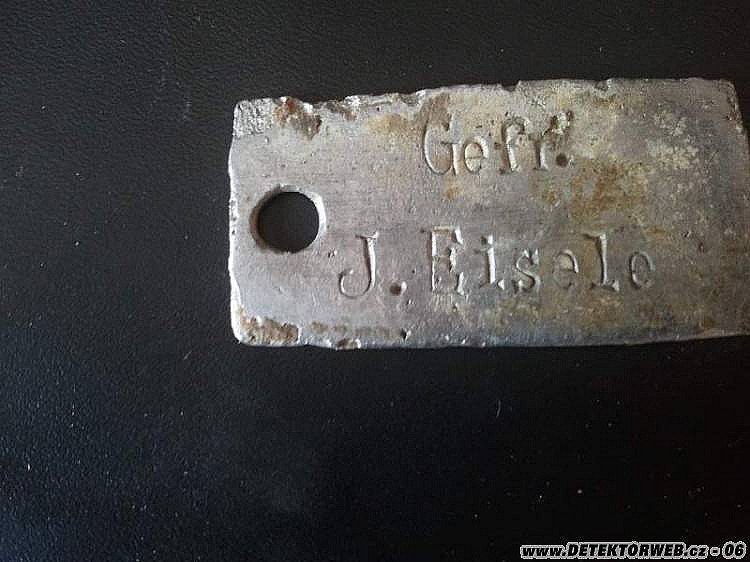 Gefr.
J. Eisele
www.DETEKTORWEB.cz - 06